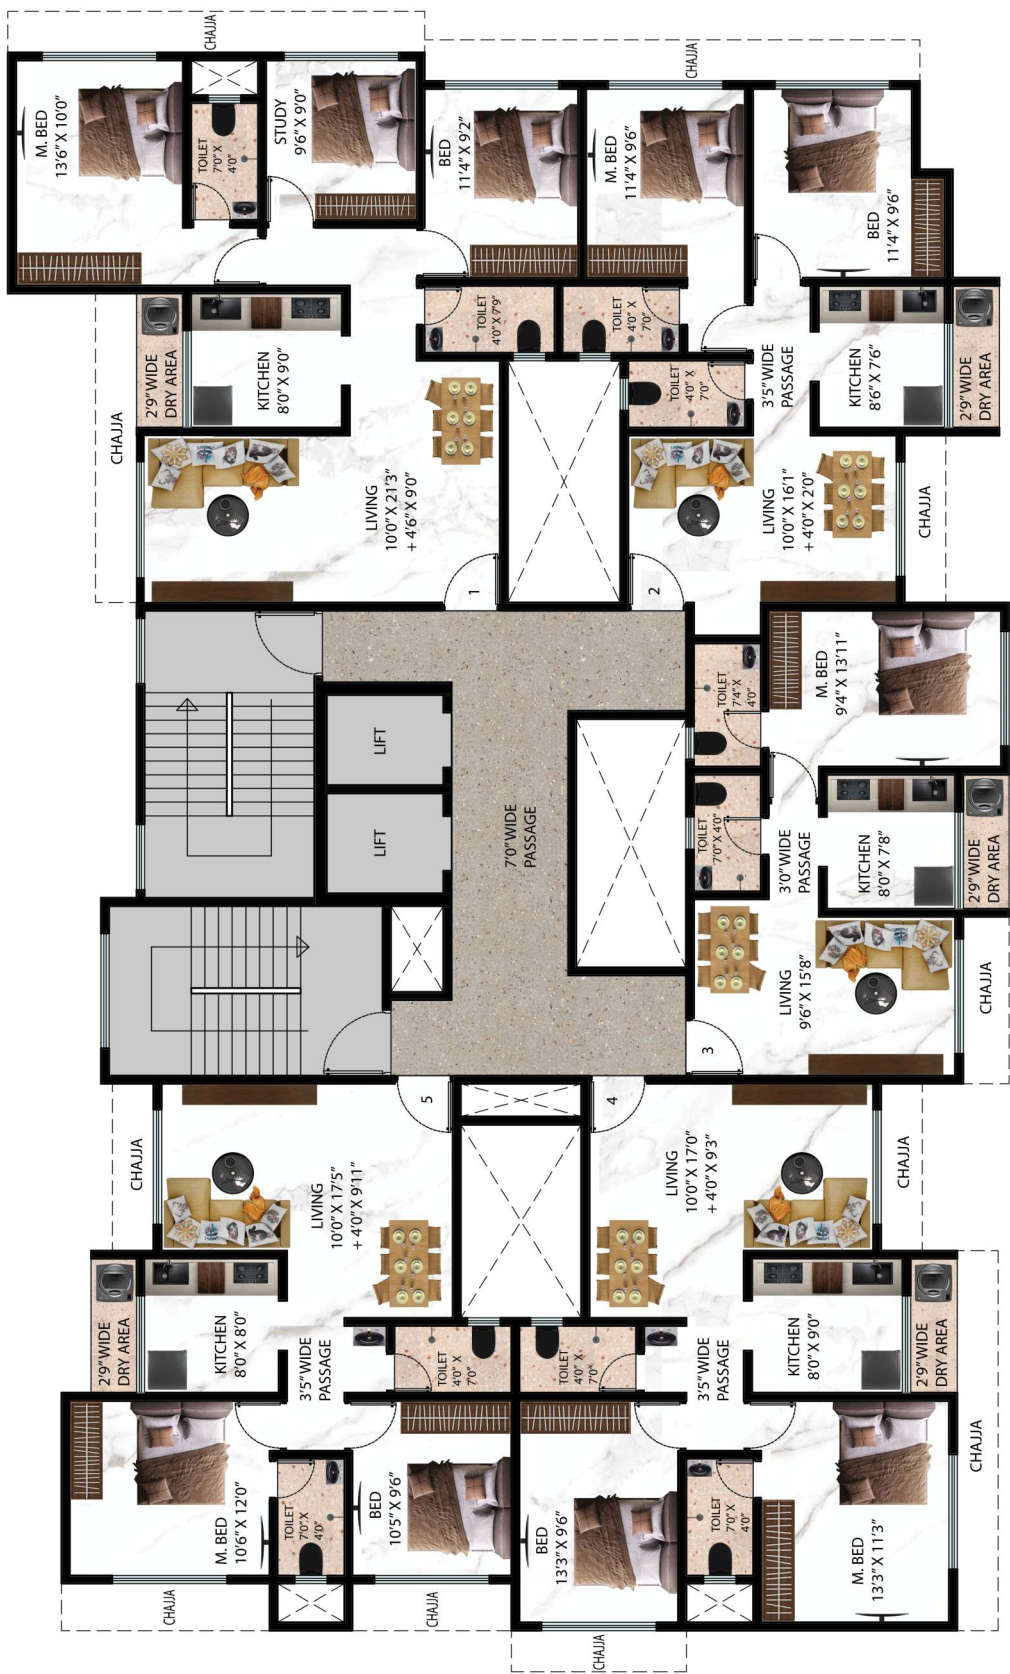 CHAJJA
CHAJJA
M. BED
13'6" X 10'0"
TOILET
7'0" X
4'0"
STUDY
9'6" X 9'0"
BED
11'4" X 9'2"
M. BED
11'4" X 9'6"
BED
11'4" X 9'6"
2'9" WIDE
DRY AREA
KITCHEN
8'0" X 9'0"
TOILET
4'0" X 7'9"
TOILET
4'0" X
7'0"
TOILET
4'0" X
7'0"
3'5" WIDE
PASSAGE
KITCHEN
8'6" X 7'6"
2'9" WIDE
DRY AREA
CHAJJA
LIVING
10'0" X 21'3"
+ 4'6" X 9'0"
LIVING
10'0" X 16'1"
+ 4'0" X 2'0"
CHAJJA
1
2
M. BED
9'4" X 13'11"
TOILET
7'4" X
4'0"
LIFT
LIFT
7'0" WIDE
PASSAGE
TOILET
7'0" X 4'0"
3'0" WIDE
PASSAGE
KITCHEN
8'0" X 7'8"
2'9" WIDE
DRY AREA
LIVING
9'6" X 15'8"
CHAJJA
3
5
4
CHAJJA
LIVING
10'0" X 17'5"
+ 4'0" X 9'11"
LIVING
10'0" X 17'0"
+ 4'0" X 9'3"
CHAJJA
2'9" WIDE
DRY AREA
KITCHEN
8'0" X 8'0"
3'5" WIDE
PASSAGE
TOILET
4'0" X
7'0"
TOILET
4'0" X
7'0"
3'5" WIDE
PASSAGE
KITCHEN
8'0" X 9'0"
2'9" WIDE
DRY AREA
CHAJJA
M. BED
10'6" X 12'0"
TOILET
7'0" X
4'0"
BED
10'5" X 9'6"
BED
13'3" X 9'6"
TOILET
7'0" X
4'0"
M. BED
13'3" X 11'3"
CHAJJA
CHAJJA
CHAJJA